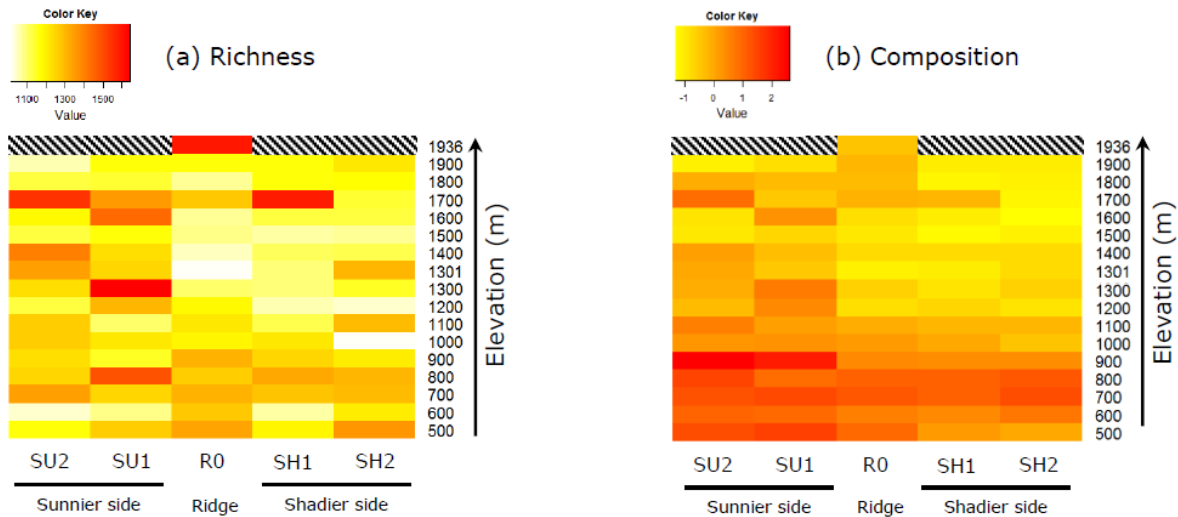 Color Key
(a) Richness
1100 1300 1500
Value
1936
1900
1800
1700
1600
1500
1400
1301
1300
1200
1100
1000
900
800
700
600
500
Elevation (m)
SU2 SU1 R0 SH1 SH2
Sunnier side Ridge Shadier side
Color Key
(b) Composition
-1 0 1 2
Value
1936
1900
1800
1700
1600
1500
1400
1301
1300
1200
1100
1000
900
800
700
600
500
Elevation (m)
SU2 SU1 R0 SH1 SH2
Sunnier side Ridge Shadier side